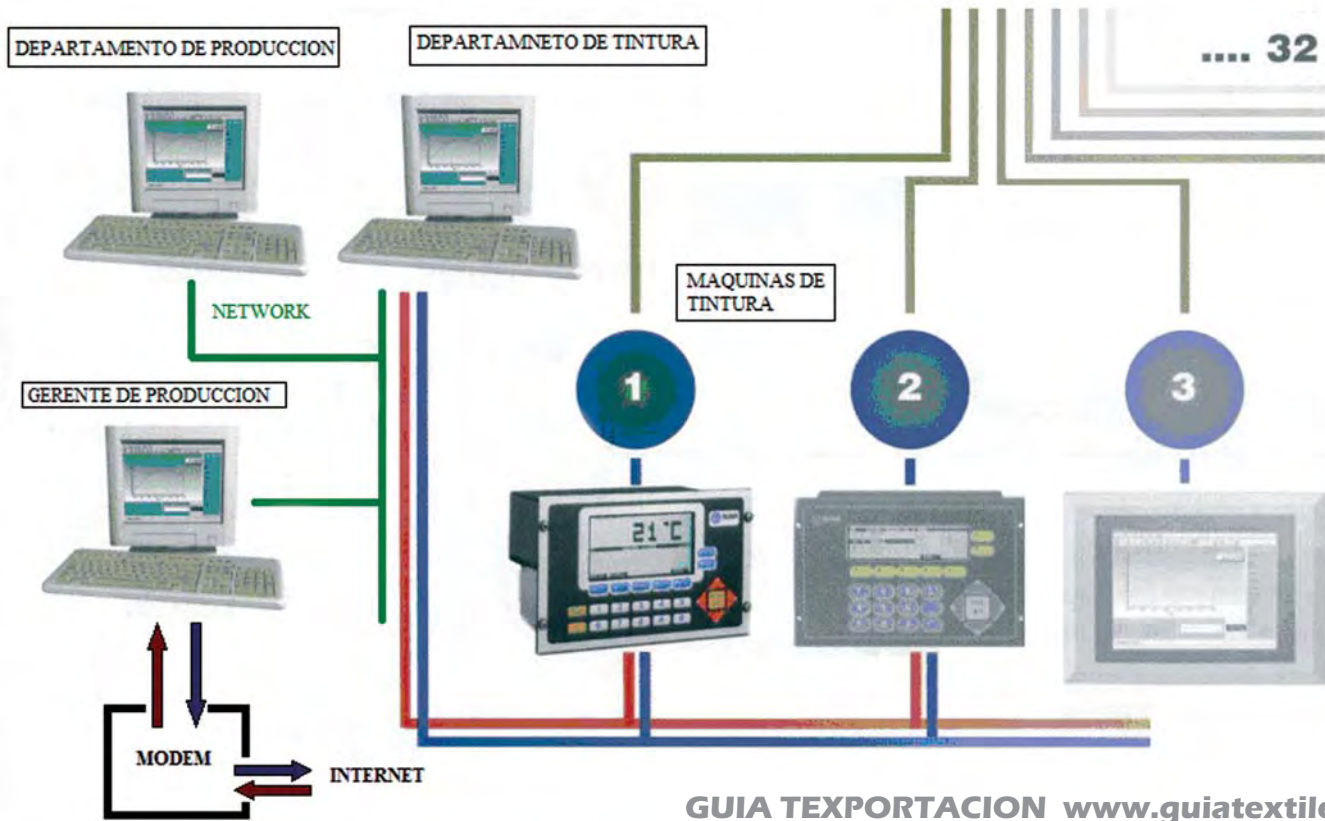 DEPARTAMENTO DE PRODUCCION
DEPARTAMNETO DE TINTURA
.... 32
MAQUINAS DE
TINTURA
NETWORK
1
2
3
GERENTE DE PRODUCCION
21°C
MODEM
INTERNET
GUIA TEXPORTACION www.guiatextile